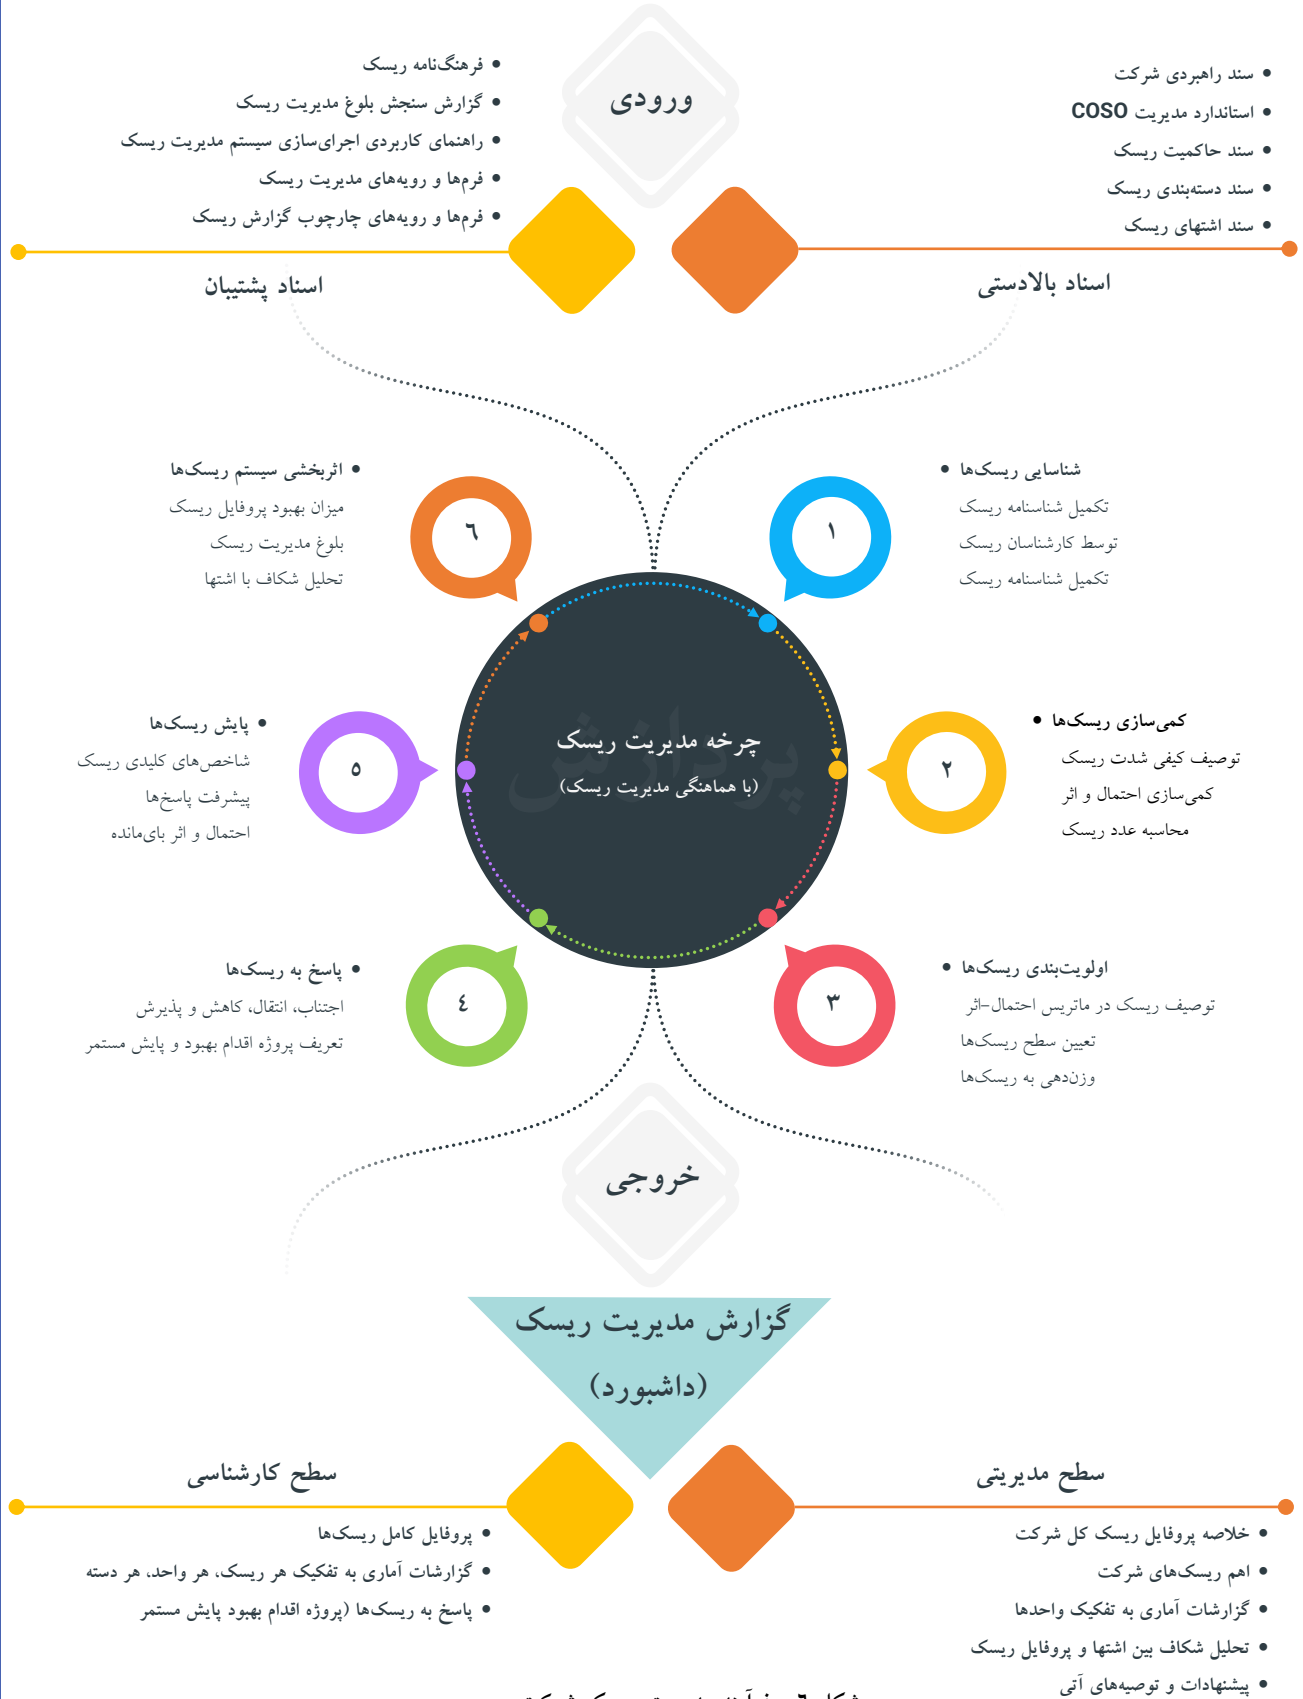 ورودی
• سند راهبردی شرکت
• استاندارد مدیریت COSO
• سند حاکمیت ریسک
• سند دسته‌بندی ریسک
• سند اشتهای ریسک
اسناد بالادستی
• فرهنگ‌نامه ریسک
• گزارش سنجش بلوغ مدیریت ریسک
• راهنمای کاربردی اجرای‌سازی سیستم مدیریت ریسک
• فرم‌ها و رویه‌های مدیریت ریسک
• فرم‌ها و رویه‌های چارچوب گزارش ریسک
اسناد پشتیبان
۱
شناسایی ریسک‌ها •
تکمیل شناسنامه ریسک
توسط کارشناسان ریسک
تکمیل شناسنامه ریسک
۲
کمی‌سازی ریسک‌ها •
توصیف کیفی شدت ریسک
کمی‌سازی احتمال و اثر
محاسبه عدد ریسک
۳
اولویت‌بندی ریسک‌ها •
توصیف ریسک در ماتریس احتمال-اثر
تعیین سطح ریسک‌ها
وزن‌دهی به ریسک‌ها
٤
• پاسخ به ریسک‌ها
اجتناب، انتقال، کاهش و پذیرش
تعریف پروژه اقدام بهبود و پایش مستمر
٥
• پایش ریسک‌ها
شاخص‌های کلیدی ریسک
پیشرفت پاسخ‌ها
احتمال و اثر بای‌مانده
٦
• اثربخشی سیستم ریسک‌ها
میزان بهبود پروفایل ریسک
بلوغ مدیریت ریسک
تحلیل شکاف با اشتها
پردازش
چرخه مدیریت ریسک
(با هماهنگی مدیریت ریسک)
خروجی
گزارش مدیریت ریسک
(داشبورد)
سطح مدیریتی
• خلاصه پروفایل ریسک کل شرکت
• اهم ریسک‌های شرکت
• گزارشات آماری به تفکیک واحدها
• تحلیل شکاف بین اشتها و پروفایل ریسک
• پیشنهادات و توصیه‌های آتی
سطح کارشناسی
• پروفایل کامل ریسک‌ها
• گزارشات آماری به تفکیک هر ریسک، هر واحد، هر دسته
• پاسخ به ریسک‌ها (پروژه اقدام بهبود پایش مستمر